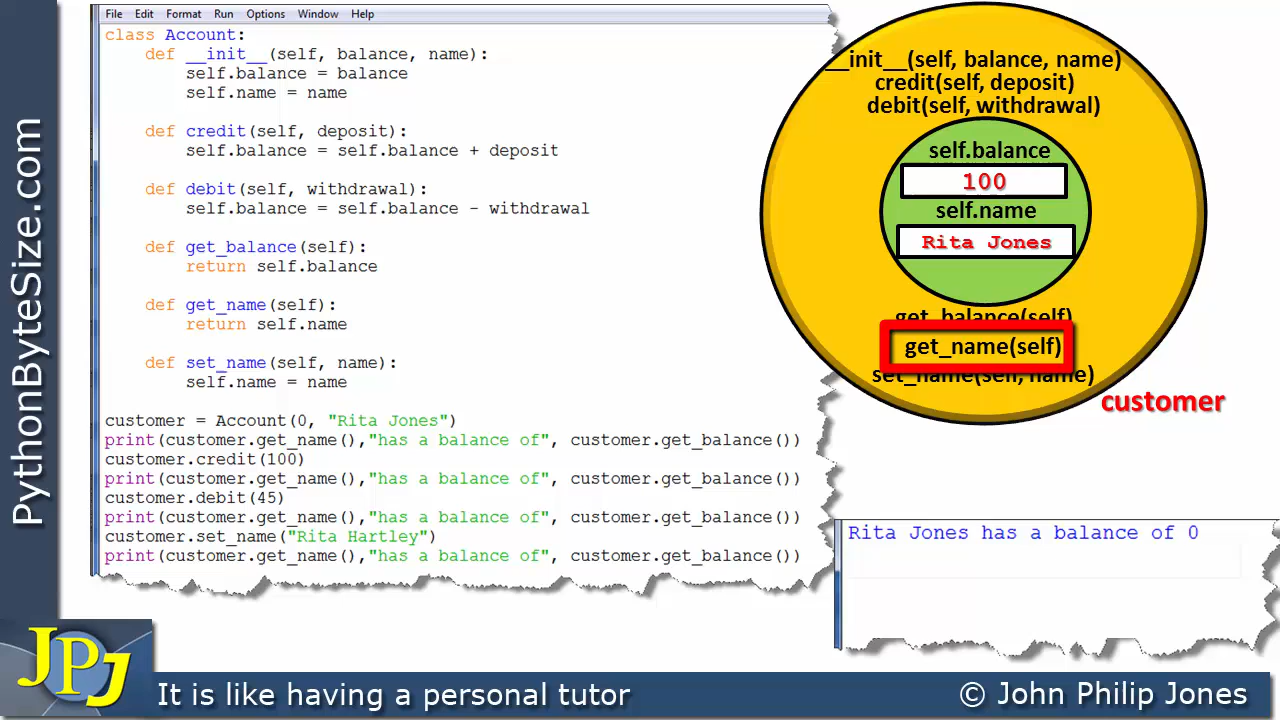 PythonByteSize.com
File Edit Format Run Options Window Help
class Account:
    def __init__(self, balance, name):
        self.balance = balance
        self.name = name
    def credit(self, deposit):
        self.balance = self.balance + deposit
    def debit(self, withdrawal):
        self.balance = self.balance - withdrawal
    def get_balance(self):
        return self.balance
    def get_name(self):
        return self.name
    def set_name(self, name):
        self.name = name
customer = Account(0, "Rita Jones")
print(customer.get_name(),"has a balance of", customer.get_balance())
customer.credit(100)
print(customer.get_name(),"has a balance of", customer.get_balance())
customer.debit(45)
print(customer.get_name(),"has a balance of", customer.get_balance())
customer.set_name("Rita Hartley")
print(customer.get_name(),"has a balance of", customer.get_balance())
__init__(self, balance, name)
credit(self, deposit)
debit(self, withdrawal)
self.balance
100
self.name
Rita Jones
get_balance(self)
get_name(self)
set_name(self, name)
customer
Rita Jones has a balance of 0
JPJ
It is like having a personal tutor
© John Philip Jones